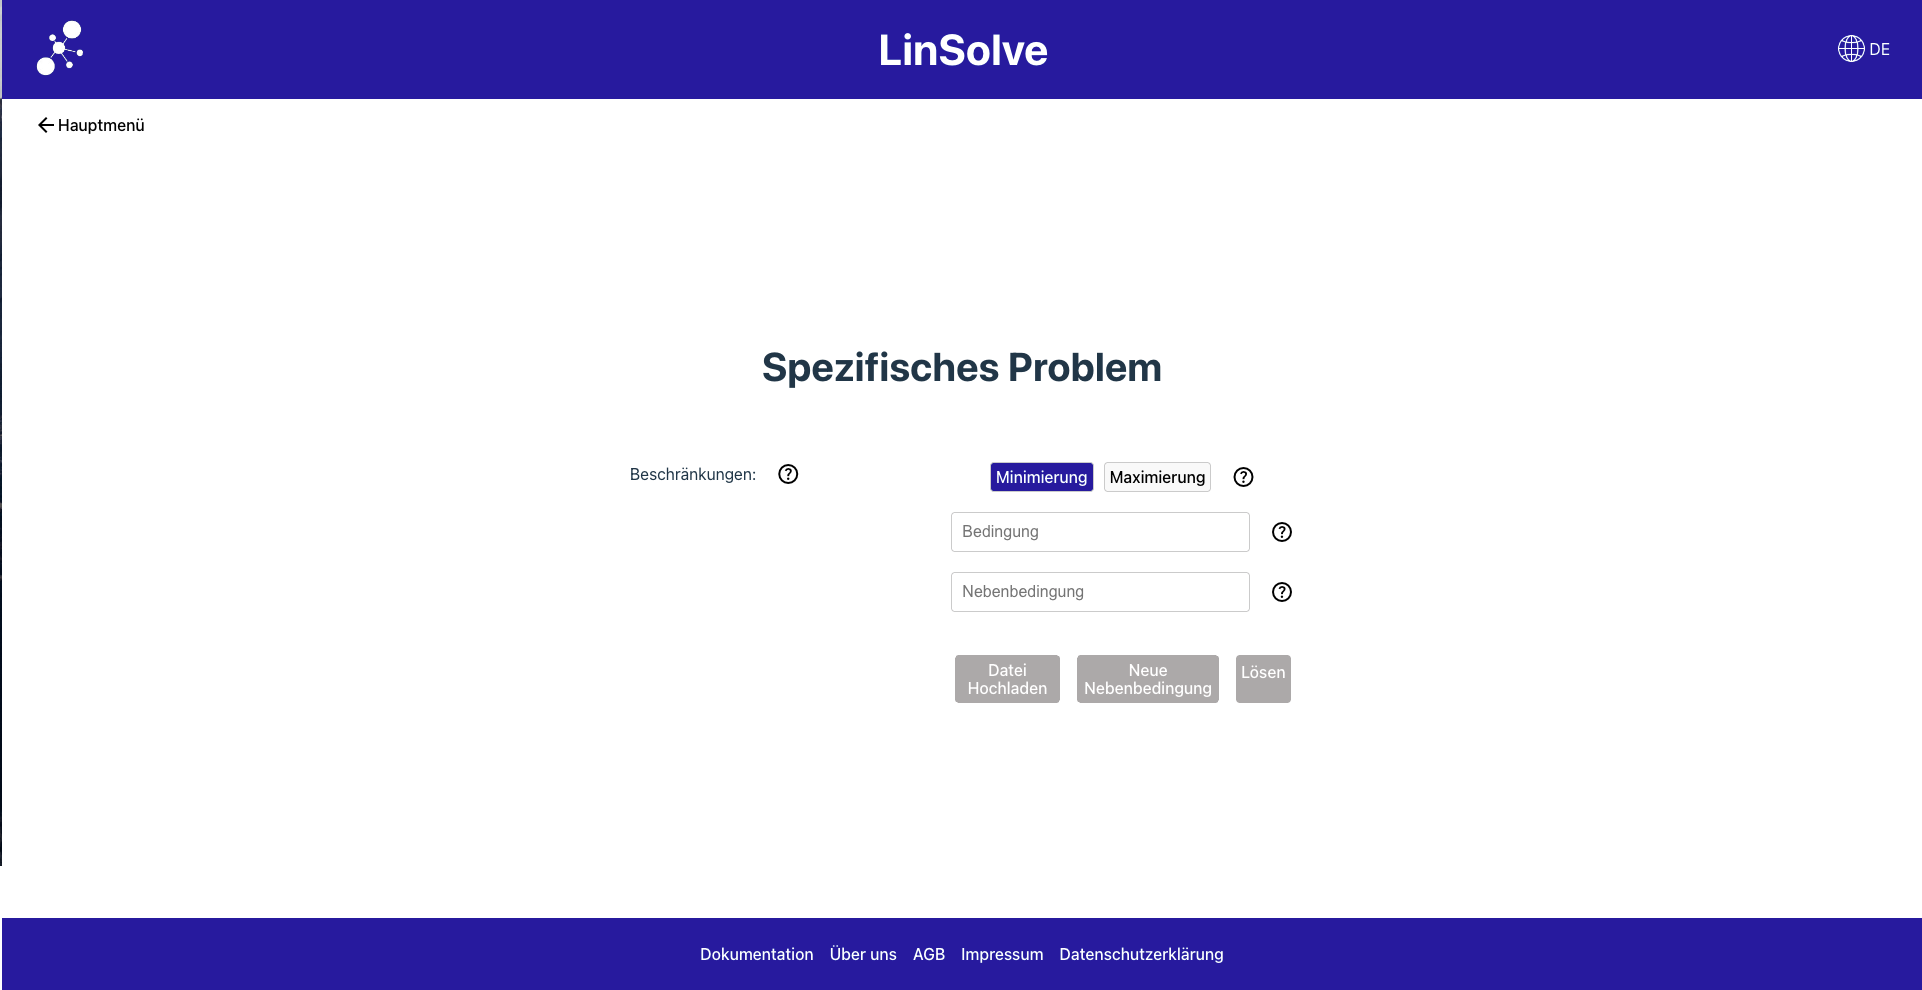 LinSolve
DE
Hauptmenü
Spezifisches Problem
Beschränkungen:
Minimierung Maximierung
Bedingung
Nebenbedingung
Datei
Hochladen
Neue
Nebenbedingung
Lösen
Dokumentation Über uns AGB Impressum Datenschutzerklärung